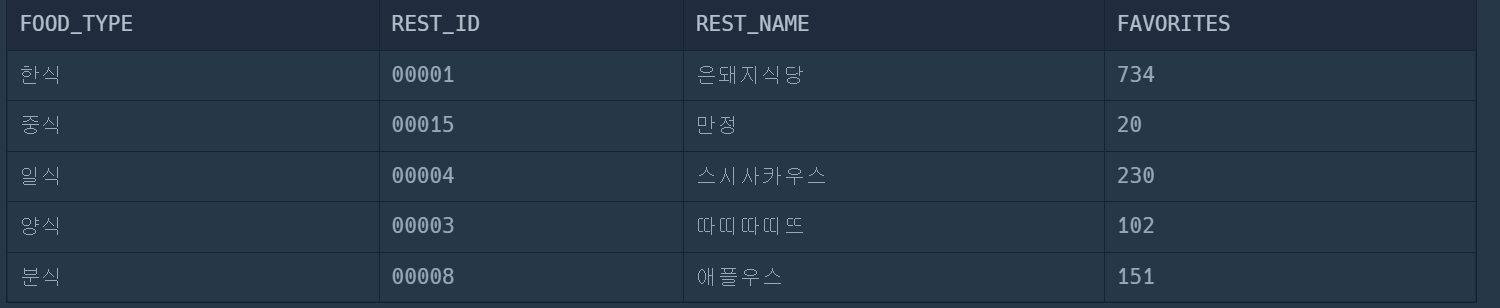 FOOD_TYPE REST_ID REST_NAME FAVORITES
한식 00001 은돼지식당 734
중식 00015 만정 20
일식 00004 스시사카우스 230
양식 00003 따띠따띠뜨 102
분식 00008 애플우스 151